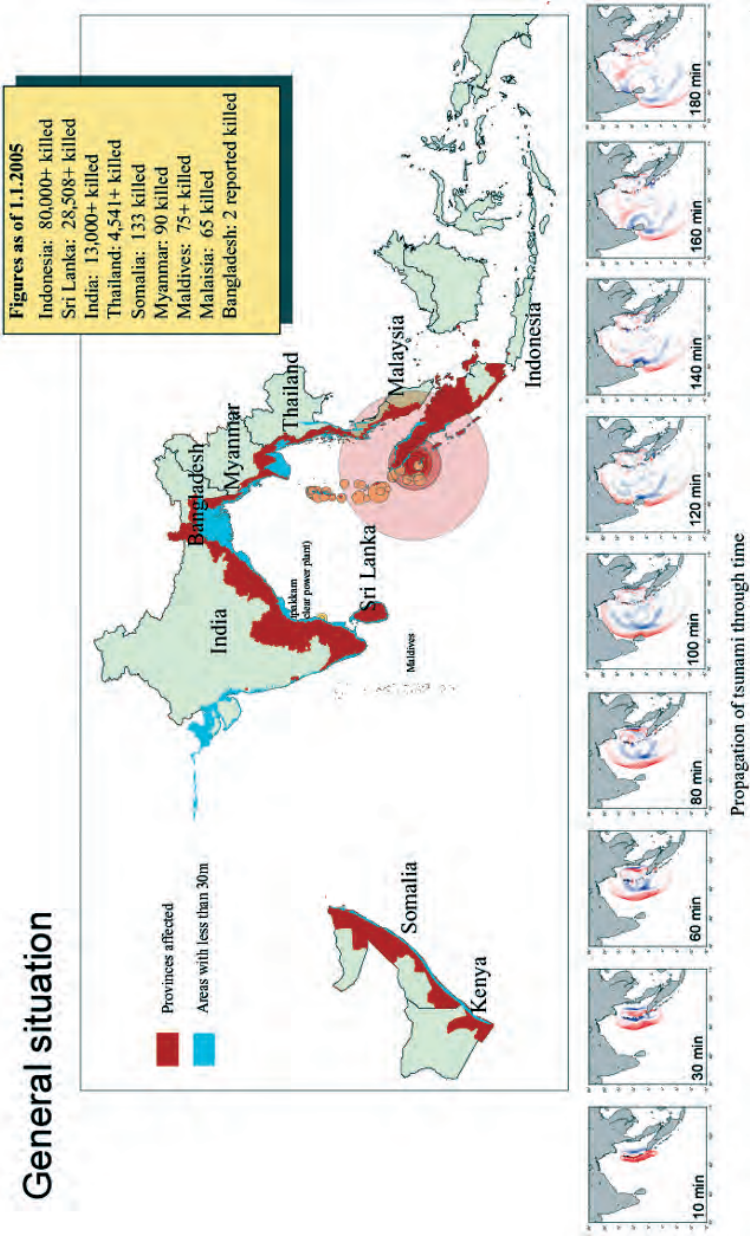 General situation
Figures as of 1.1.2005
Indonesia: 80,000+ killed
Sri Lanka: 28,508+ killed
India: 13,000+ killed
Thailand: 4,541+ killed
Somalia: 133 killed
Myanmar: 90 killed
Maldives: 75+ killed
Malaisia: 65 killed
Bangladesh: 2 reported killed
Provinces affected
Areas with less than 30m
Bangladesh
Myanmar
India
Thailand
lpakkam
clear power plant)
Sri Lanka
Malaysia
Maldives
Somalia
Kenya
Indonesia
10 min
30 min
60 min
80 min
100 min
120 min
140 min
160 min
180 min
Propagation of tsunami through time